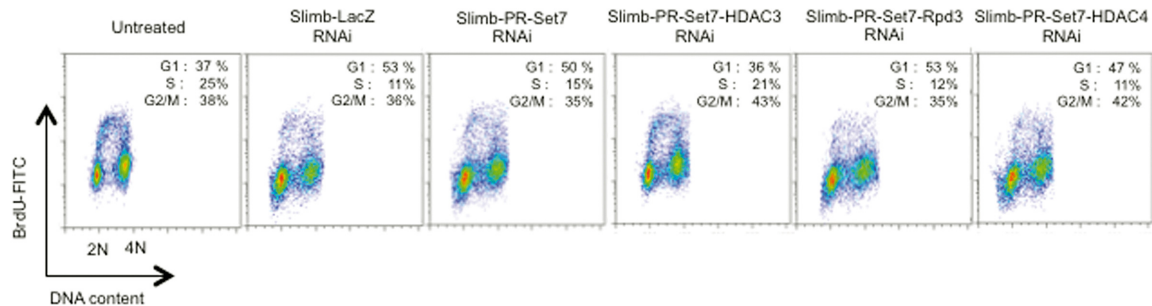 Untreated
G1 : 37 %
S : 25%
G2/M : 38%
Slimb-LacZ
RNAi
G1 : 53 %
S : 11%
G2/M : 36%
Slimb-PR-Set7
RNAi
G1 : 50 %
S : 15%
G2/M : 35%
Slimb-PR-Set7-HDAC3
RNAi
G1 : 36 %
S : 21%
G2/M : 43%
Slimb-PR-Set7-Rpd3
RNAi
G1 : 53 %
S : 12%
G2/M : 35%
Slimb-PR-Set7-HDAC4
RNAi
G1 : 47 %
S : 11%
G2/M : 42%
BrdU-FITC
2N 4N
DNA content